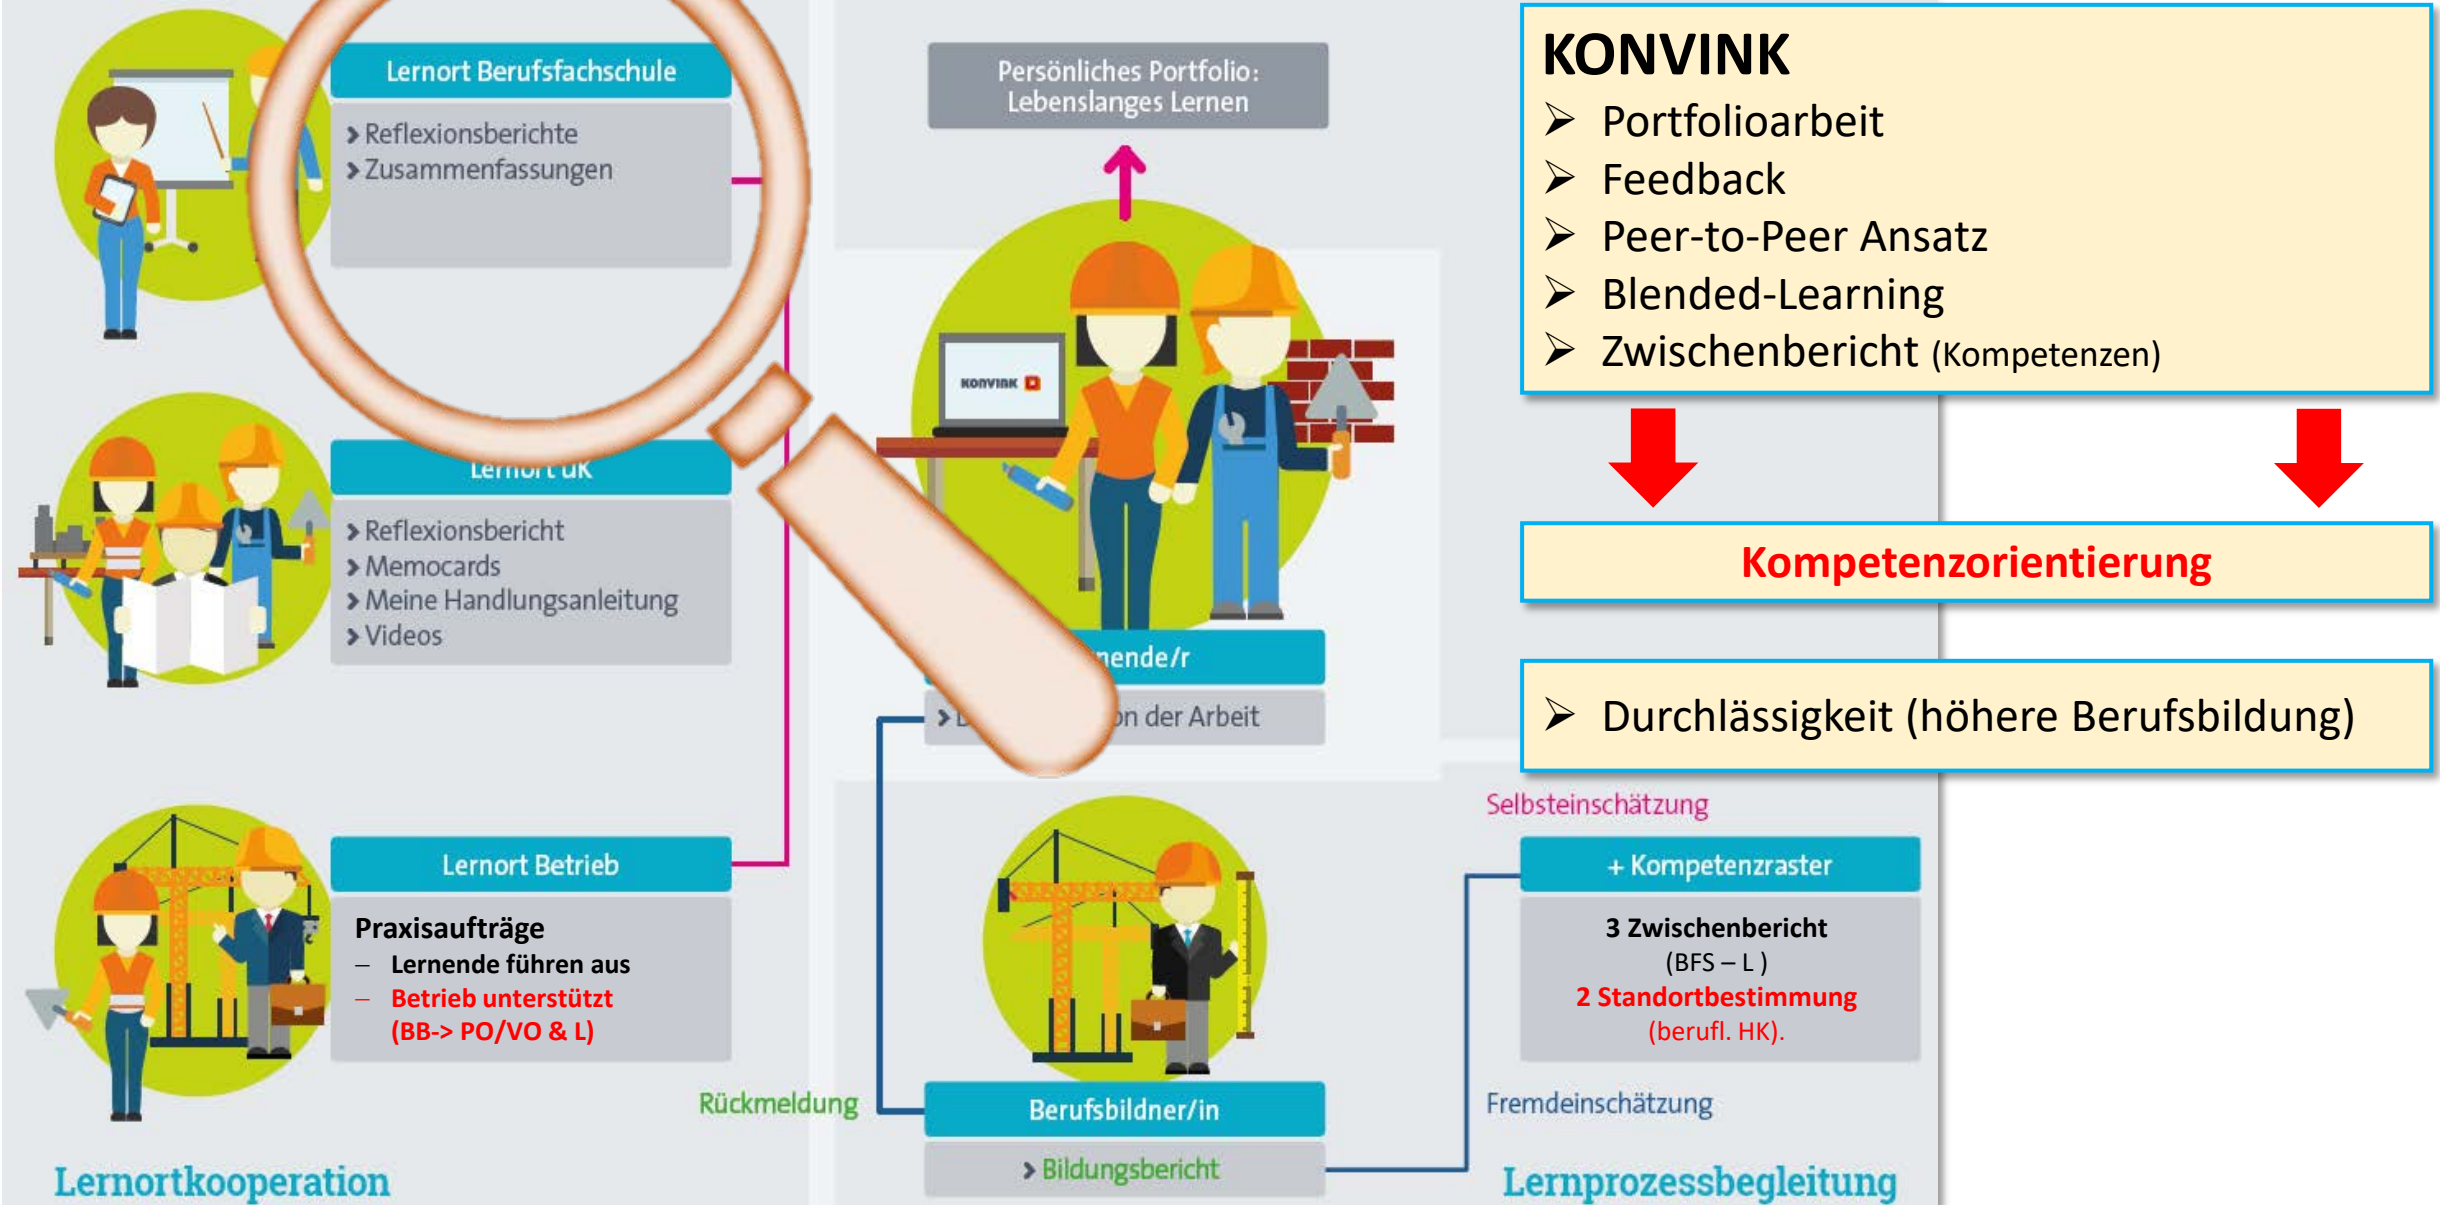 Lernort Berufsfachschule
Reflexionsberichte
Zusammenfassungen
Lernort üK
Reflexionsbericht
Memocards
Meine Handlungsanleitung
Videos
Lernort Betrieb
Praxisaufträge
– Lernende führen aus
– Betrieb unterstützt
(BB-> PO/VO & L)
Lernortkooperation
Persönliches Portfolio:
Lebenslanges Lernen
KONVINK
nende/r
on der Arbeit
Rückmeldung
Berufsbildner/in
Bildungsbericht
KONVINK
Portfolioarbeit
Feedback
Peer-to-Peer Ansatz
Blended-Learning
Zwischenbericht (Kompetenzen)
Kompetenzorientierung
Durchlässigkeit (höhere Berufsbildung)
Selbsteinschätzung
+ Kompetenzraster
3 Zwischenbericht
(BFS – L )
2 Standortbestimmung
(berufl. HK).
Fremdeinschätzung
Lernprozessbegleitung